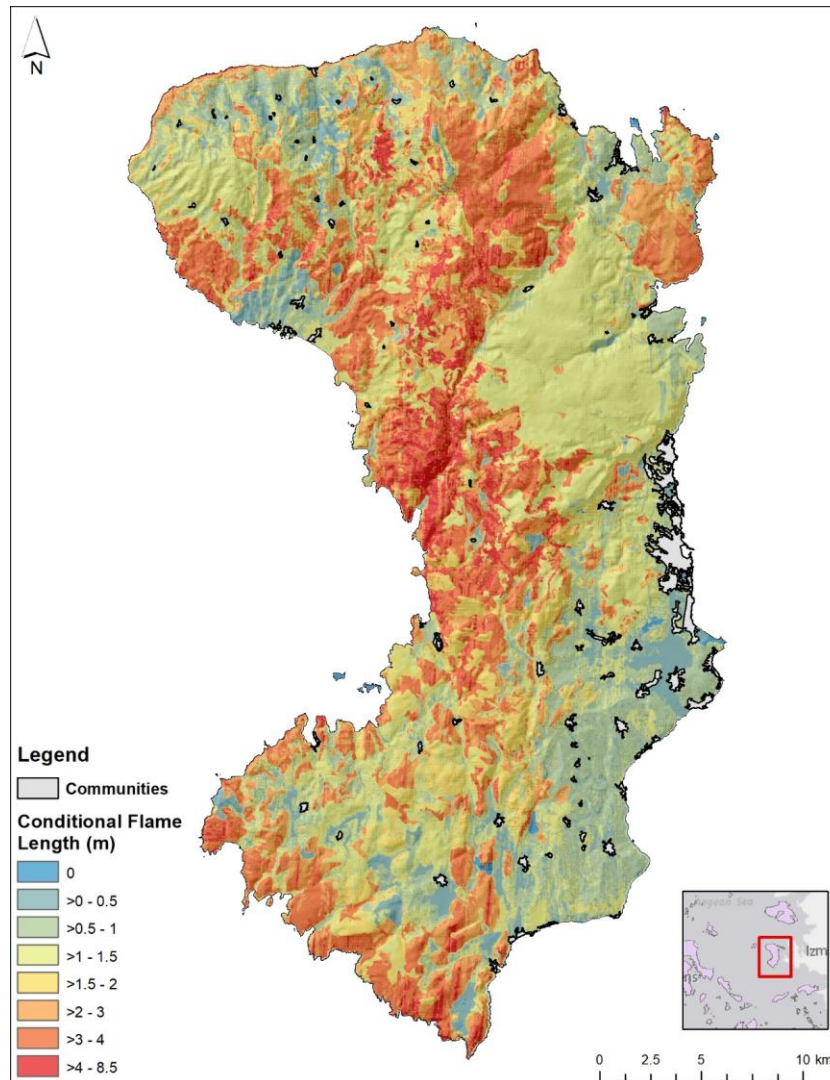 N
Legend
Communities
Conditional Flame
Length (m)
0
>0 - 0.5
>0.5 - 1
>1 - 1.5
>1.5 - 2
>2 - 3
>3 - 4
>4 - 8.5
Aegean Sea
Izm
ns
0 2.5 5 10 km